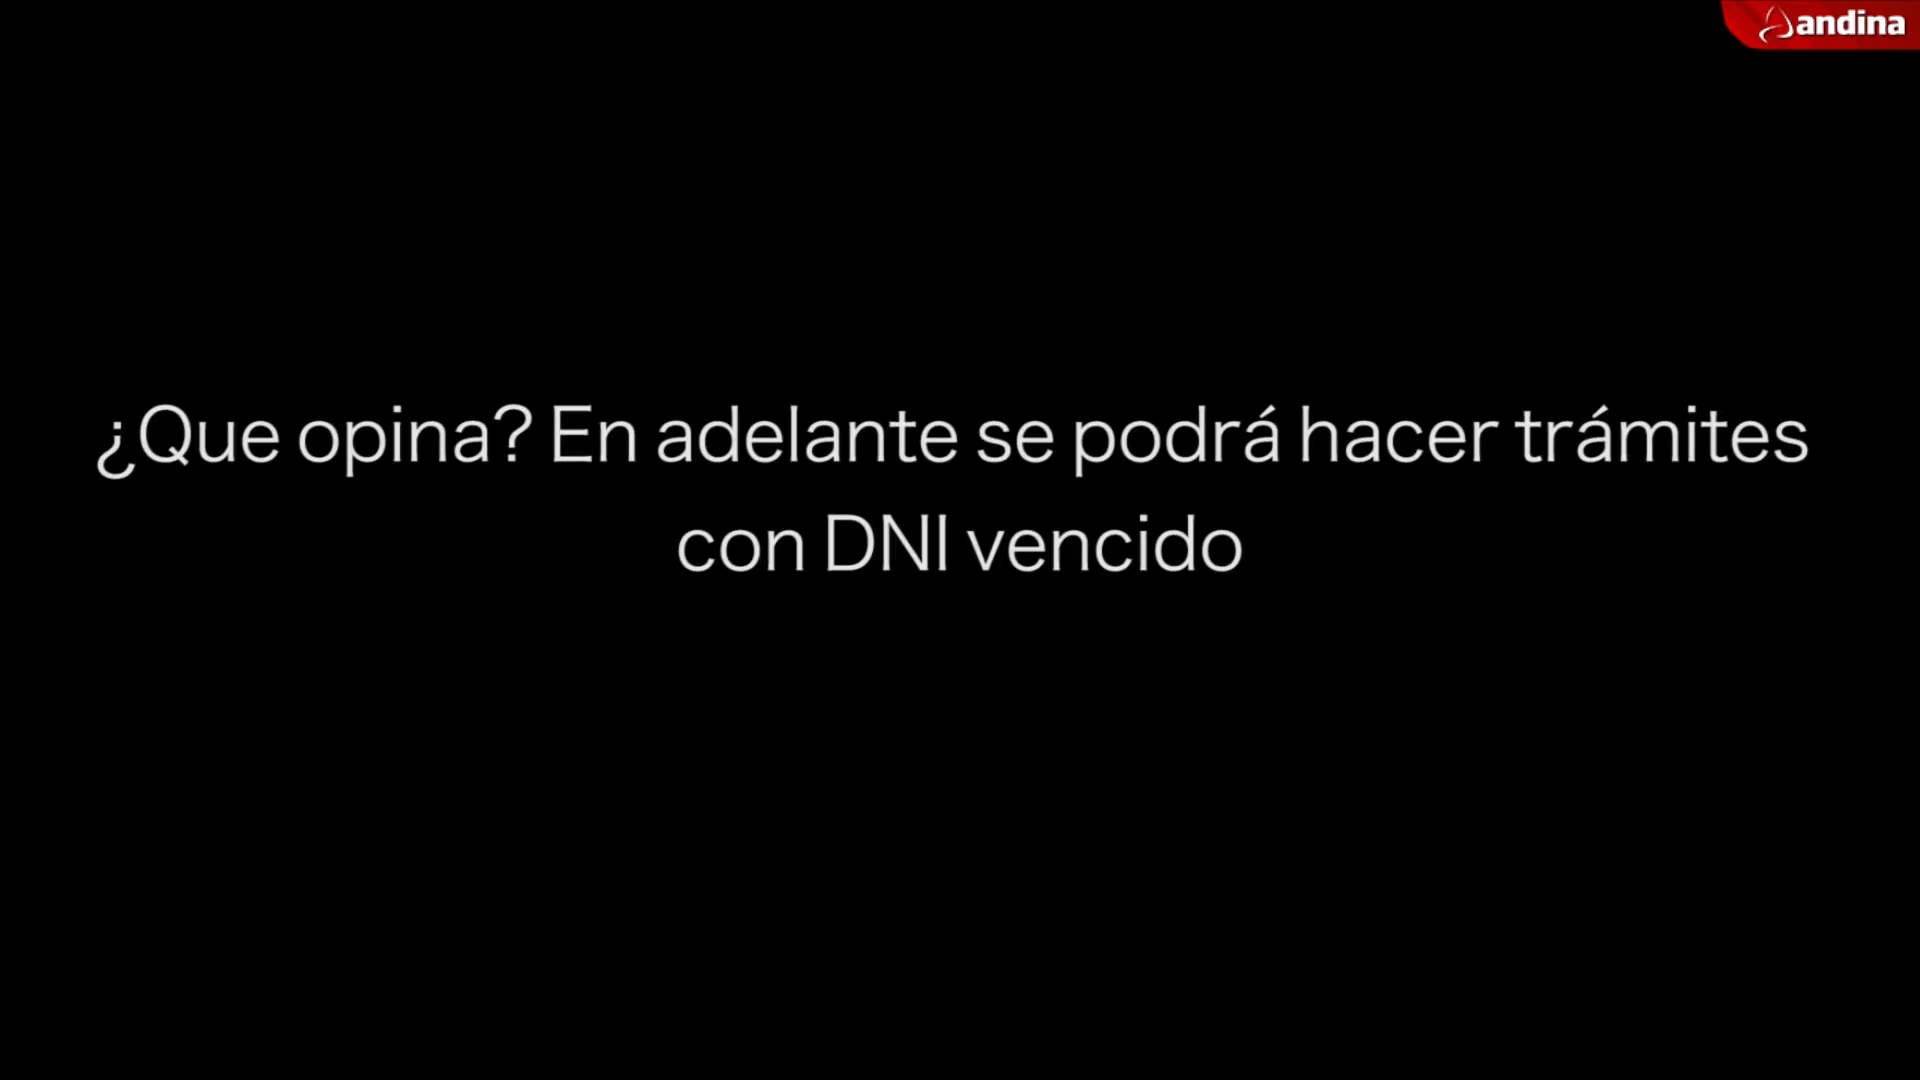 andina
¿Que opina? En adelante se podrá hacer trámites
con DNI vencido